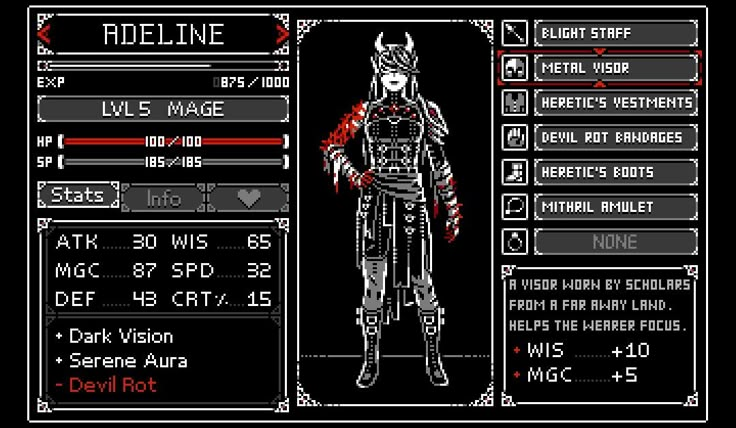 ADELINE
EXP 0875/1000
LVL 5 MAGE
HP 100/100
SP 185/185
Stats Info
ATK ...... 30 WIS ..... 65
MGC ..... 87 SPD ..... 32
DEF ...... 43 CRT% ... 15
+ Dark Vision
+ Serene Aura
- Devil Rot
BLIGHT STAFF
METAL VISOR
HERETIC'S VESTMENTS
DEVIL ROT BANDAGES
HERETIC'S BOOTS
MITHRIL AMULET
NONE
A VISOR WORN BY SCHOLARS
FROM A FAR AWAY LAND.
HELPS THE WEARER FOCUS.
+ WIS ........ +10
+ MGC ........ +5